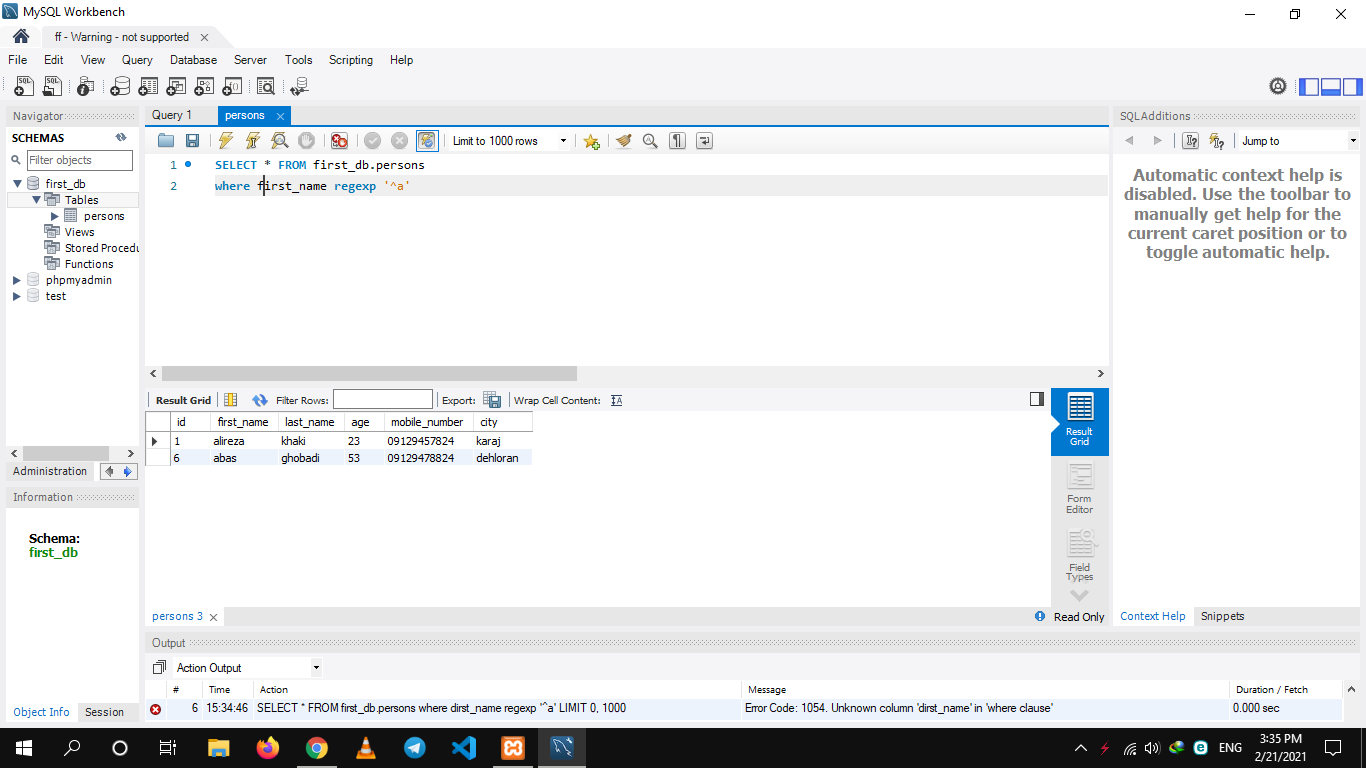 MySQL Workbench
ff - Warning - not supported
File Edit View Query Database Server Tools Scripting Help
Navigator
SCHEMAS
Filter objects
first_db
Tables
persons
Views
Stored Procedu
Functions
phpmyadmin
test
Administration
Information
Schema:
first_db
Object Info Session
Query 1 persons
Limit to 1000 rows
1 SELECT * FROM first_db.persons
2 where first_name regexp '^a'
Result Grid Filter Rows: Export: Wrap Cell Content:
id first_name last_name age mobile_number city
1 alireza khaki 23 09129457824 karaj
6 abas ghobadi 53 09129478824 dehloran
Result
Grid
Form
Editor
Field
Types
persons 3
Read Only
SQLAdditions
Jump to
Automatic context help is
disabled. Use the toolbar to
manually get help for the
current caret position or to
toggle automatic help.
Context Help Snippets
Output
Action Output
# Time Action Message Duration / Fetch
6 15:34:46 SELECT * FROM first_db.persons where dirst_name regexp '^a' LIMIT 0, 1000 Error Code: 1054. Unknown column 'dirst_name' in 'where clause' 0.000 sec
ENG
3:35 PM
2/21/2021